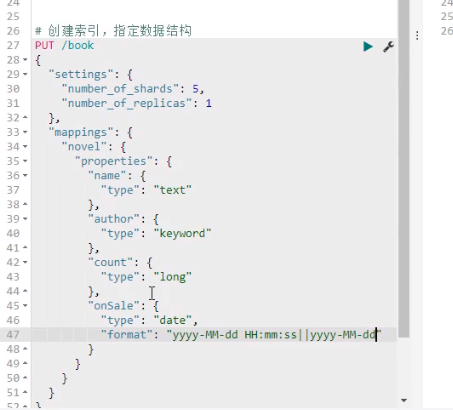 24
25
26 # 创建索引，指定数据结构
27 PUT /book
28 {
29 "settings": {
30 "number_of_shards": 5,
31 "number_of_replicas": 1
32 },
33 "mappings": {
34 "novel": {
35 "properties": {
36 "name": {
37 "type": "text"
38 },
39 "author": {
40 "type": "keyword"
41 },
42 "count": {
43 "type": "long"
44 },
45 "onSale": {
46 "type": "date",
47 "format": "yyyy-MM-dd HH:mm:ss||yyyy-MM-dd"
48 }
49 }
50 }
51 }
52 }
24
25
26